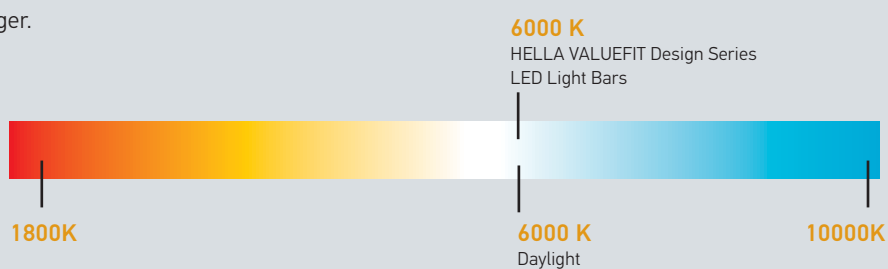 ger.
6000 K
HELLA VALUEFIT Design Series
LED Light Bars
1800K
6000 K
10000K
Daylight